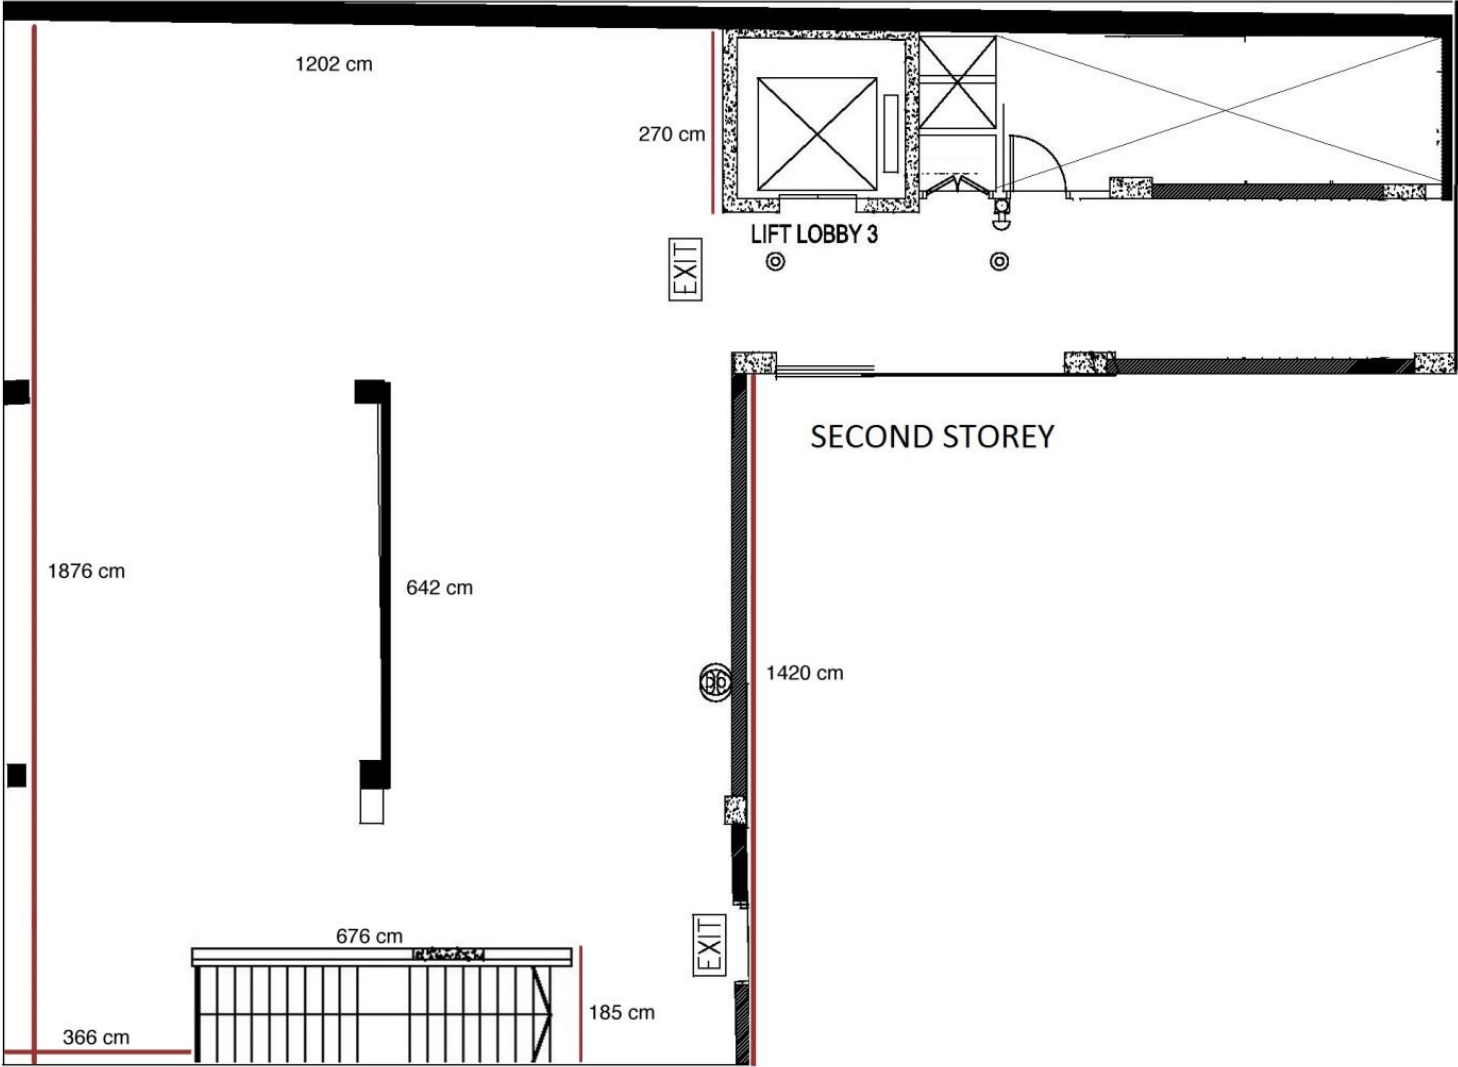 1202 cm
270 cm
LIFT LOBBY 3
EXIT
SECOND STOREY
1876 cm
642 cm
1420 cm
EXIT
676 cm
185 cm
366 cm